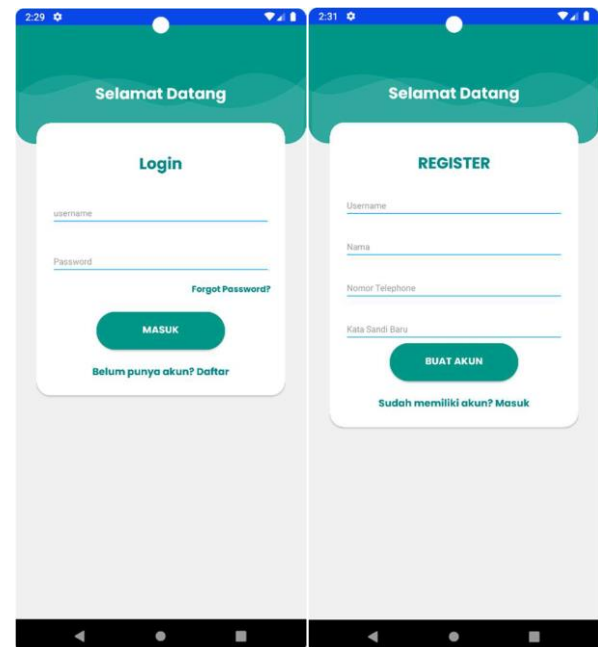 2:29
Selamat Datang
Login
username
Password
Forgot Password?
MASUK
Belum punya akun? Daftar
2:31
Selamat Datang
REGISTER
Username
Nama
Nomor Telephone
Kata Sandi Baru
BUAT AKUN
Sudah memiliki akun? Masuk